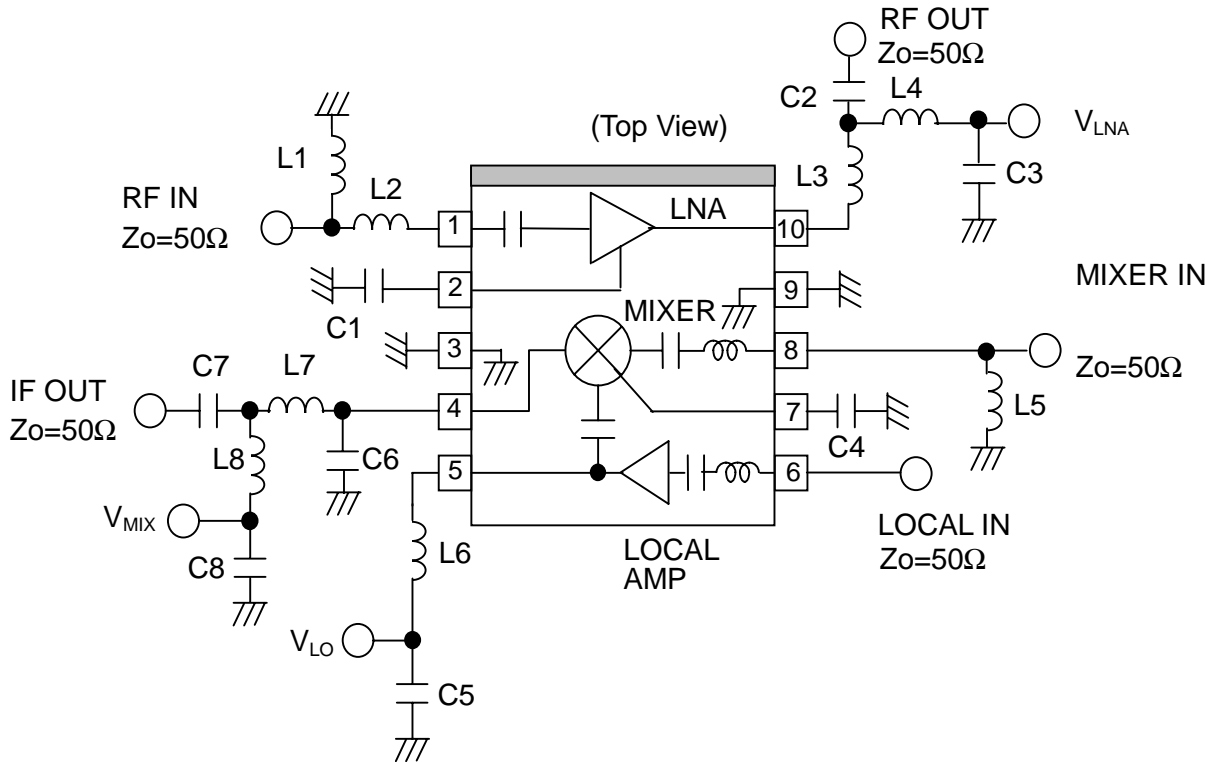 RF OUT
Zo=50Ω
C2
L4
(Top View)
V_LNA
L1
L3
C3
RF IN
Zo=50Ω
L2
1
LNA
10
2
C1
9
MIXER IN
MIXER
3
8
Zo=50Ω
C7
L7
IF OUT
Zo=50Ω
4
7
C4
L5
L8
C6
5
6
V_MIX
LOCAL IN
Zo=50Ω
C8
L6
LOCAL
AMP
V_LO
C5